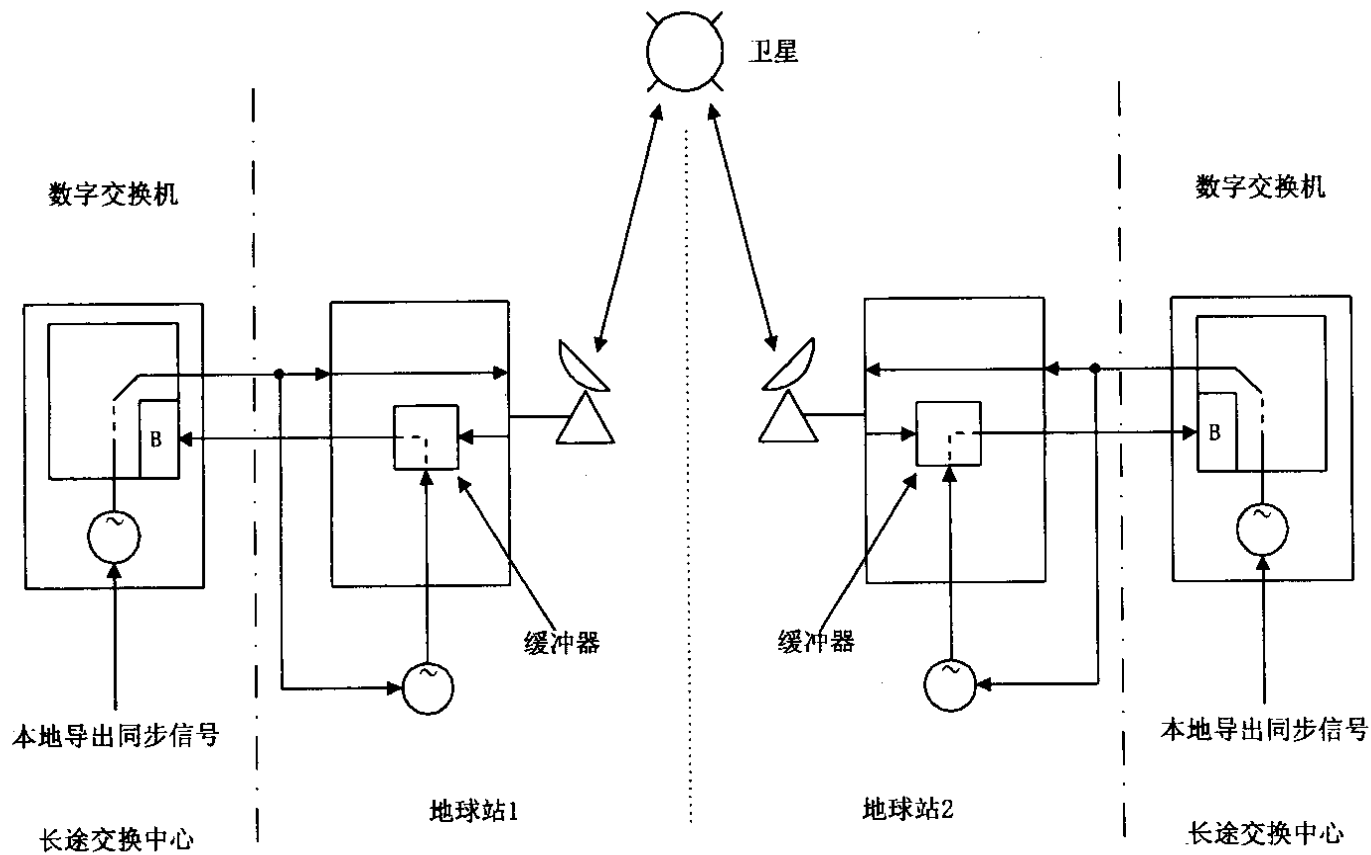 卫星
数字交换机
数字交换机
B
B
~
~
缓冲器
缓冲器
~
~
本地导出同步信号
本地导出同步信号
地球站1
地球站2
长途交换中心
长途交换中心